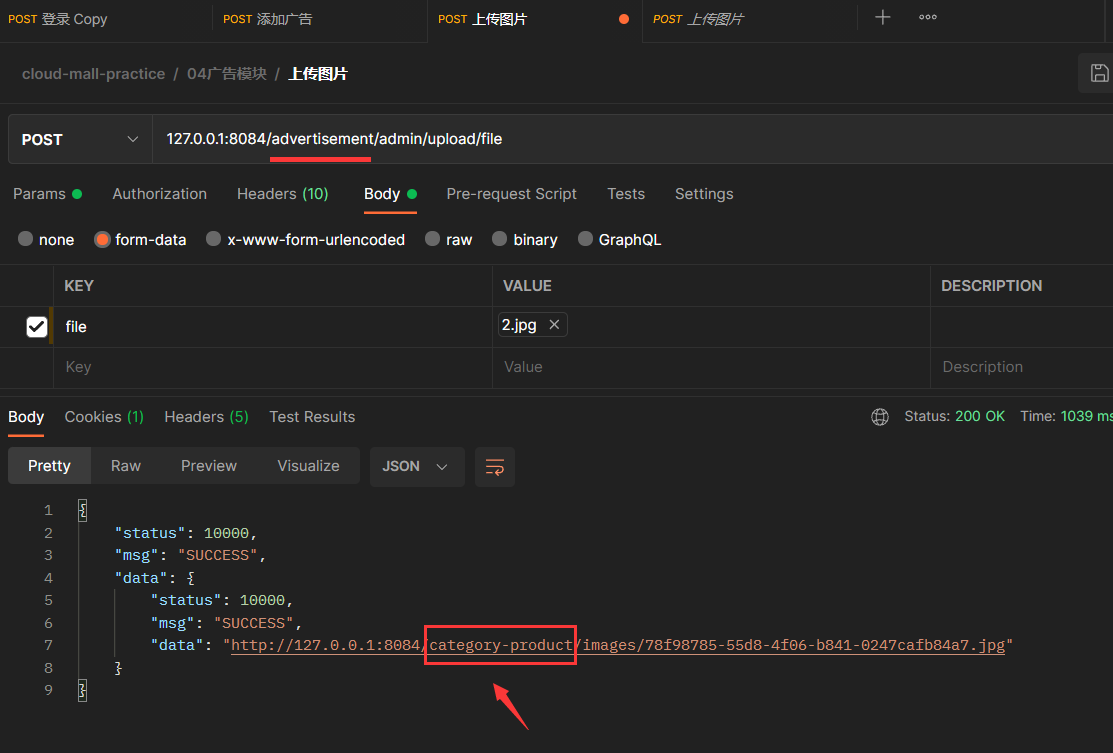 POST 登录 Copy POST 添加广告 POST 上传图片 POST 上传图片
cloud-mall-practice / 04广告模块 / 上传图片
POST 127.0.0.1:8084/advertisement/admin/upload/file
Params Authorization Headers (10) Body Pre-request Script Tests Settings
none form-data x-www-form-urlencoded raw binary GraphQL
KEY VALUE DESCRIPTION
file 2.jpg
Key Value Description
Body Cookies (1) Headers (5) Test Results Status: 200 OK Time: 1039 ms
Pretty Raw Preview Visualize JSON
1 {
2 "status": 10000,
3 "msg": "SUCCESS",
4 "data": {
5 "status": 10000,
6 "msg": "SUCCESS",
7 "data": "http://127.0.0.1:8084/category-product/images/78f98785-55d8-4f06-b841-0247cafb84a7.jpg"
8 }
9 }